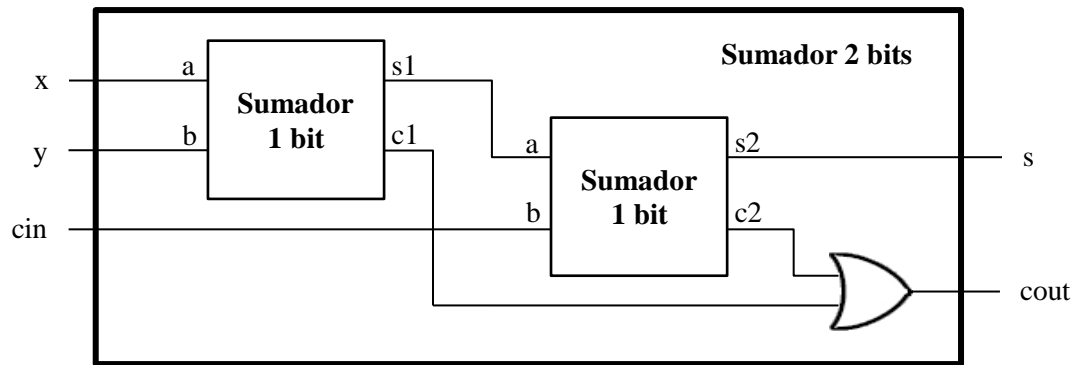 Sumador 2 bits
x
a
s1
Sumador
1 bit
y
b
c1
a
s2
s
Sumador
1 bit
cin
b
c2
cout